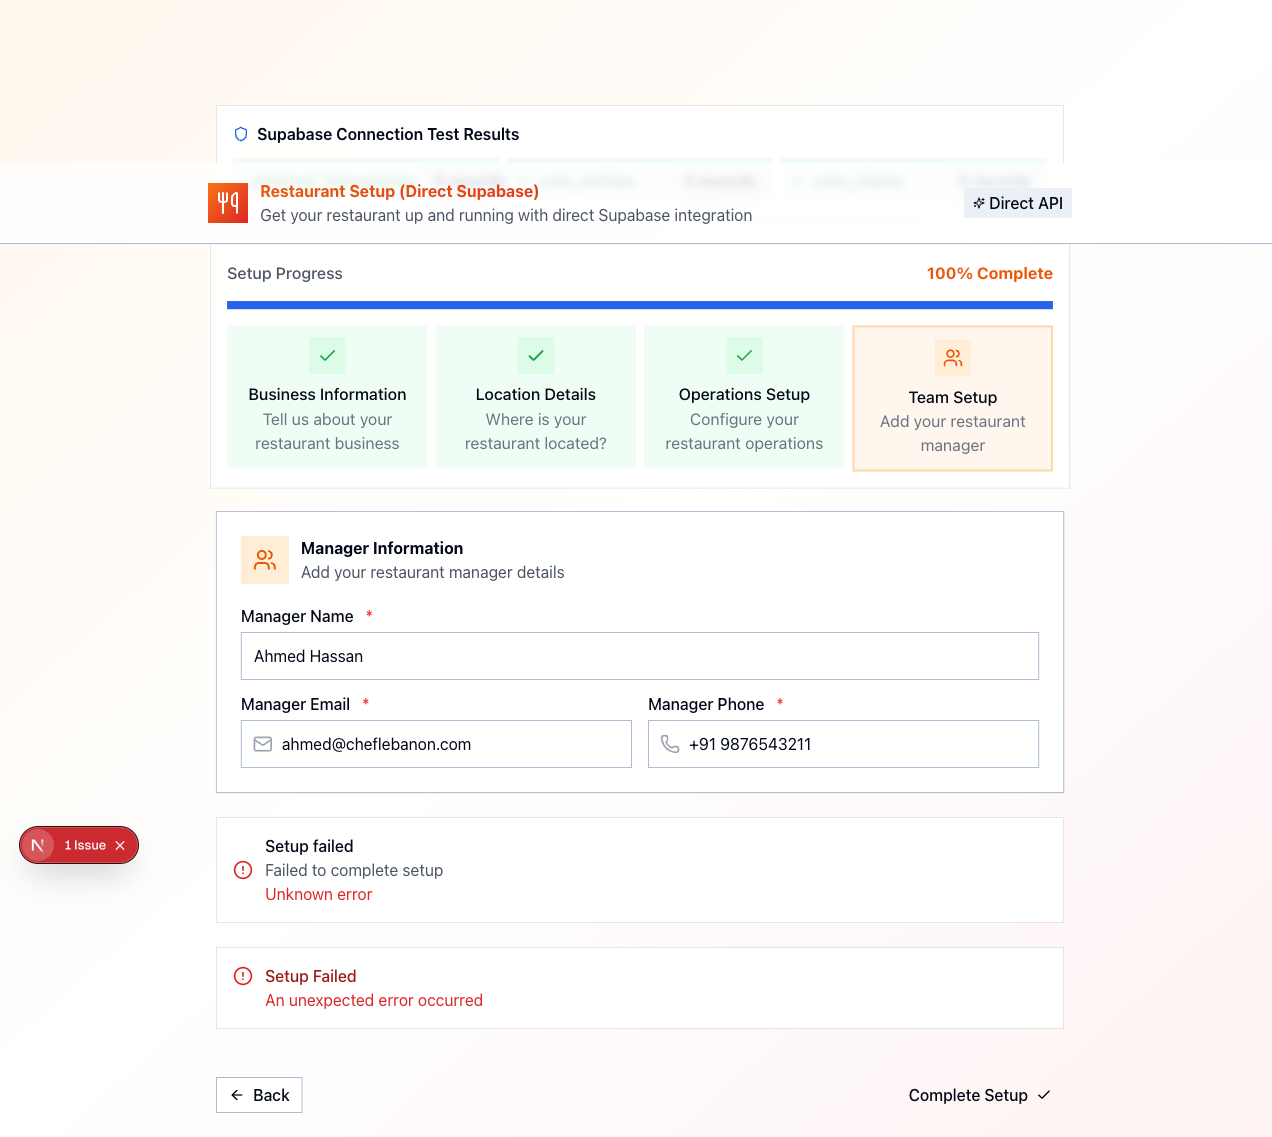 Supabase Connection Test Results
Restaurant Setup (Direct Supabase)
Get your restaurant up and running with direct Supabase integration
Direct API
Setup Progress
100% Complete
Business Information
Tell us about your
restaurant business
Location Details
Where is your
restaurant located?
Operations Setup
Configure your
restaurant operations
Team Setup
Add your restaurant
manager
Manager Information
Add your restaurant manager details
Manager Name *
Ahmed Hassan
Manager Email *
ahmed@cheflebanon.com
Manager Phone *
+91 9876543211
N 1 Issue
Setup failed
Failed to complete setup
Unknown error
Setup Failed
An unexpected error occurred
Back
Complete Setup